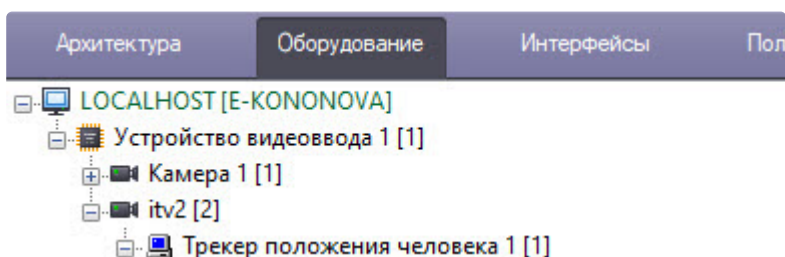 Архитектура Оборудование Интерфейсы Пол
LOCALHOST [E-KONONOVA]
Устройство видеоввода 1 [1]
Камера 1 [1]
itv2 [2]
Трекер положения человека 1 [1]